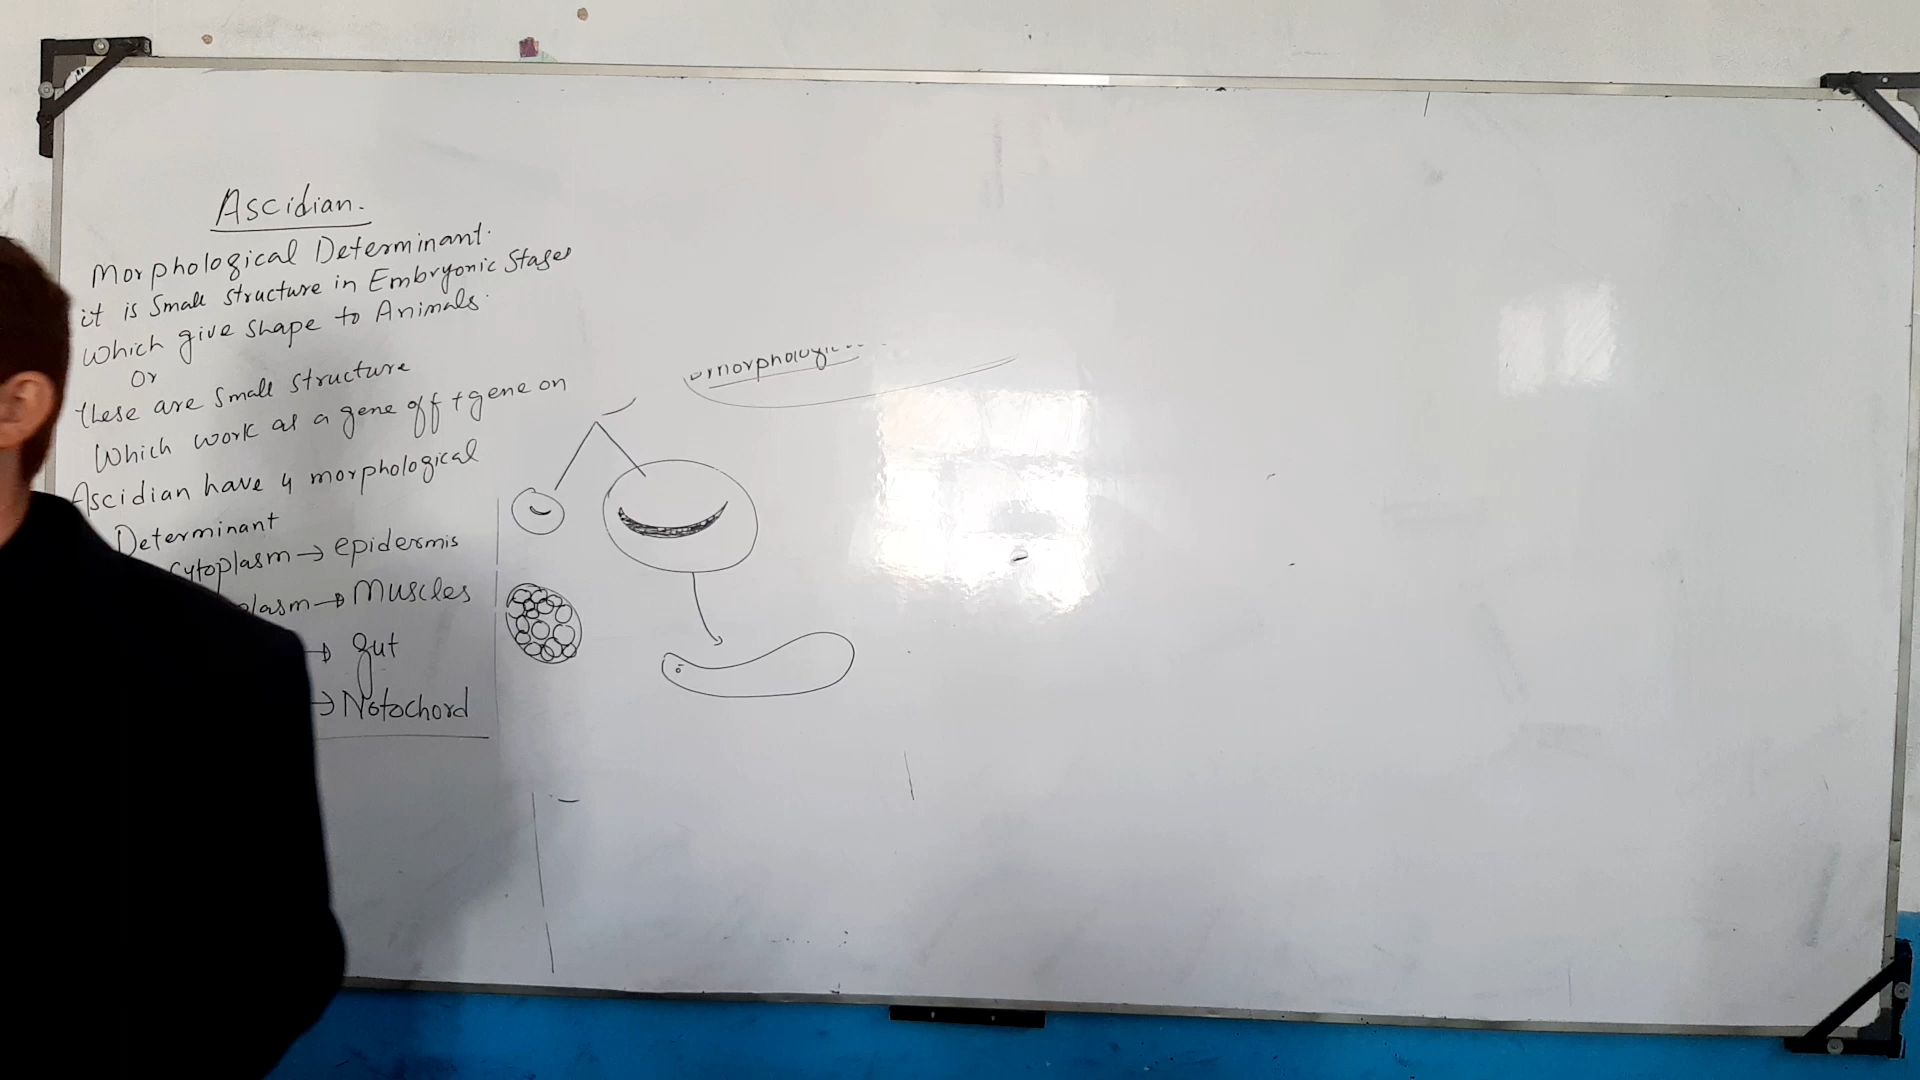 Ascidian.
Morphological Determinant.
it is Small structure in Embryonic Stages
Which give Shape to Animals.
Or
these are Small structure
Which work as a gene off + gene on
Ascidian have 4 morphological
Determinant
cytoplasm → epidermis
plasm → Muscles
→ gut
→ Notochord
morphologic